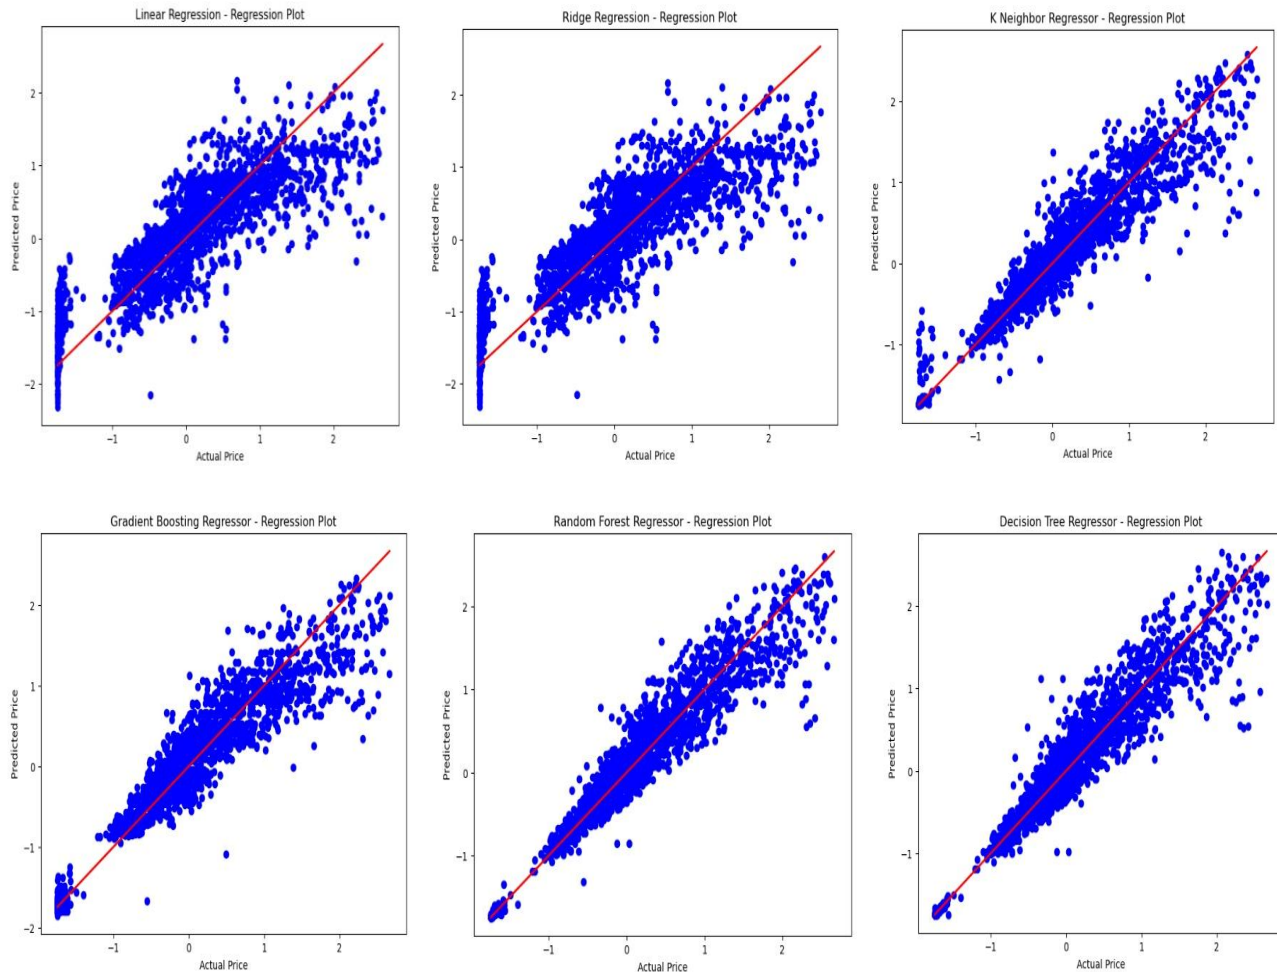 Linear Regression - Regression Plot
Predicted Price
2
1
0
−1
−2
−1 0 1 2
Actual Price
Ridge Regression - Regression Plot
Predicted Price
2
1
0
−1
−2
−1 0 1 2
Actual Price
K Neighbor Regressor - Regression Plot
Predicted Price
2
1
0
−1
−1 0 1 2
Actual Price
Gradient Boosting Regressor - Regression Plot
Predicted Price
2
1
0
−1
−2
−1 0 1 2
Actual Price
Random Forest Regressor - Regression Plot
Predicted Price
2
1
0
−1
−1 0 1 2
Actual Price
Decision Tree Regressor - Regression Plot
Predicted Price
2
1
0
−1
−1 0 1 2
Actual Price